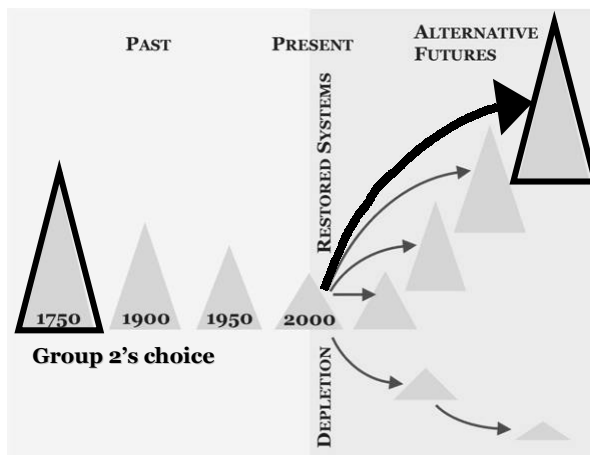 PAST
PRESENT
ALTERNATIVE
FUTURES
RESTORED SYSTEMS
1750
1900
1950
2000
Group 2's choice
DEPLETION